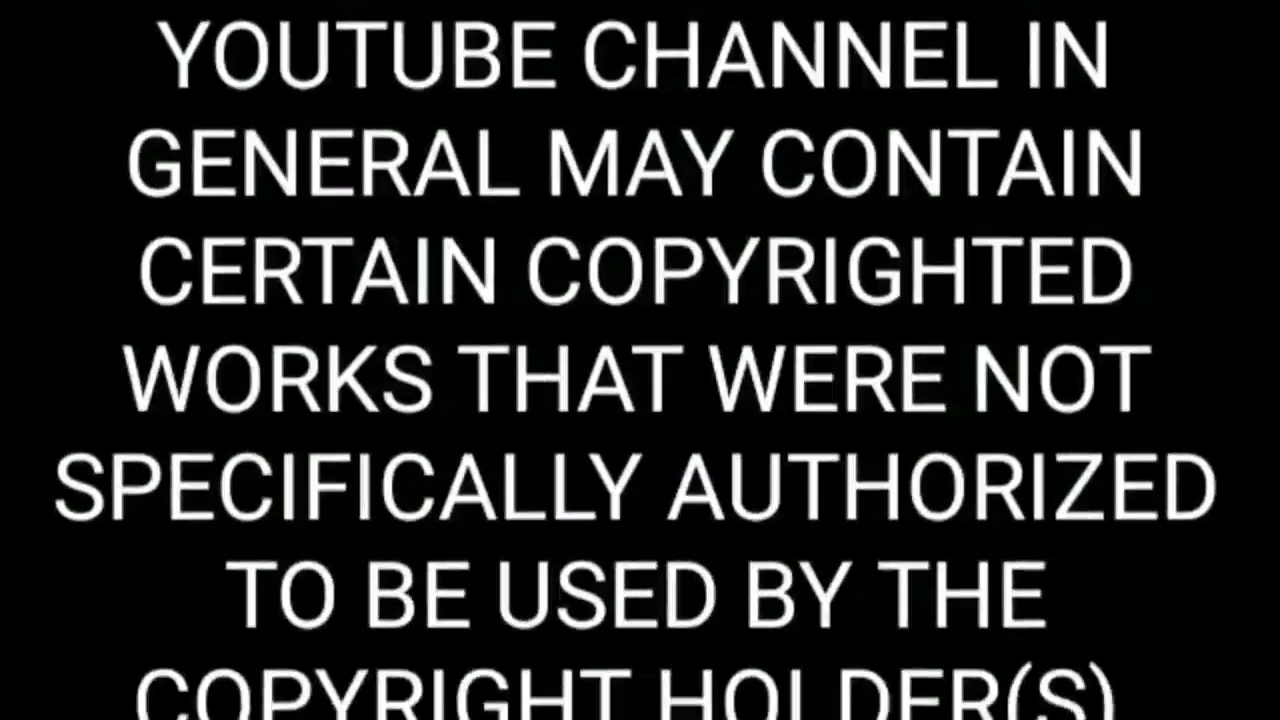 YOUTUBE CHANNEL IN
GENERAL MAY CONTAIN
CERTAIN COPYRIGHTED
WORKS THAT WERE NOT
SPECIFICALLY AUTHORIZED
TO BE USED BY THE
COPYRIGHT HOLDER(S)